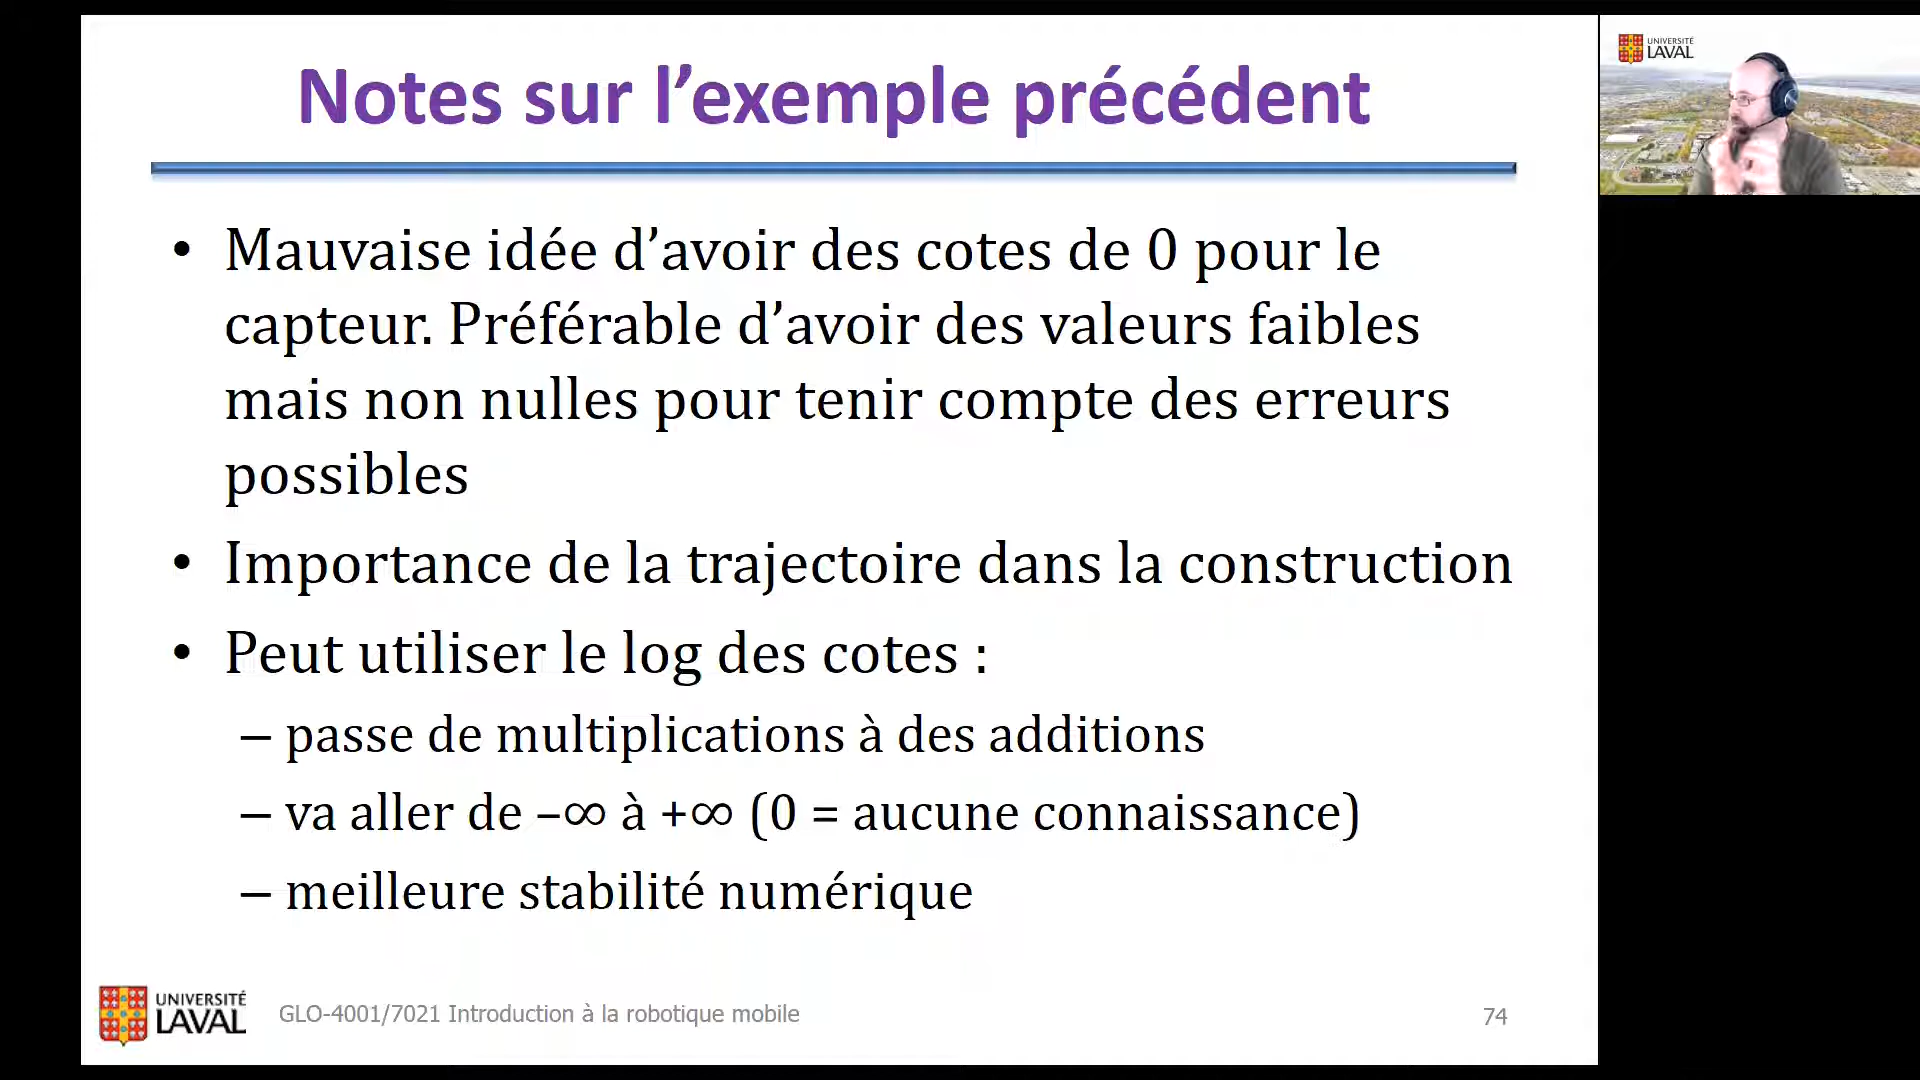 Notes sur l’exemple précédent
• Mauvaise idée d’avoir des cotes de 0 pour le
capteur. Préférable d’avoir des valeurs faibles
mais non nulles pour tenir compte des erreurs
possibles
• Importance de la trajectoire dans la construction
• Peut utiliser le log des cotes :
– passe de multiplications à des additions
– va aller de –∞ à +∞ (0 = aucune connaissance)
– meilleure stabilité numérique
UNIVERSITÉ
LAVAL
GLO-4001/7021 Introduction à la robotique mobile
74
UNIVERSITÉ
LAVAL